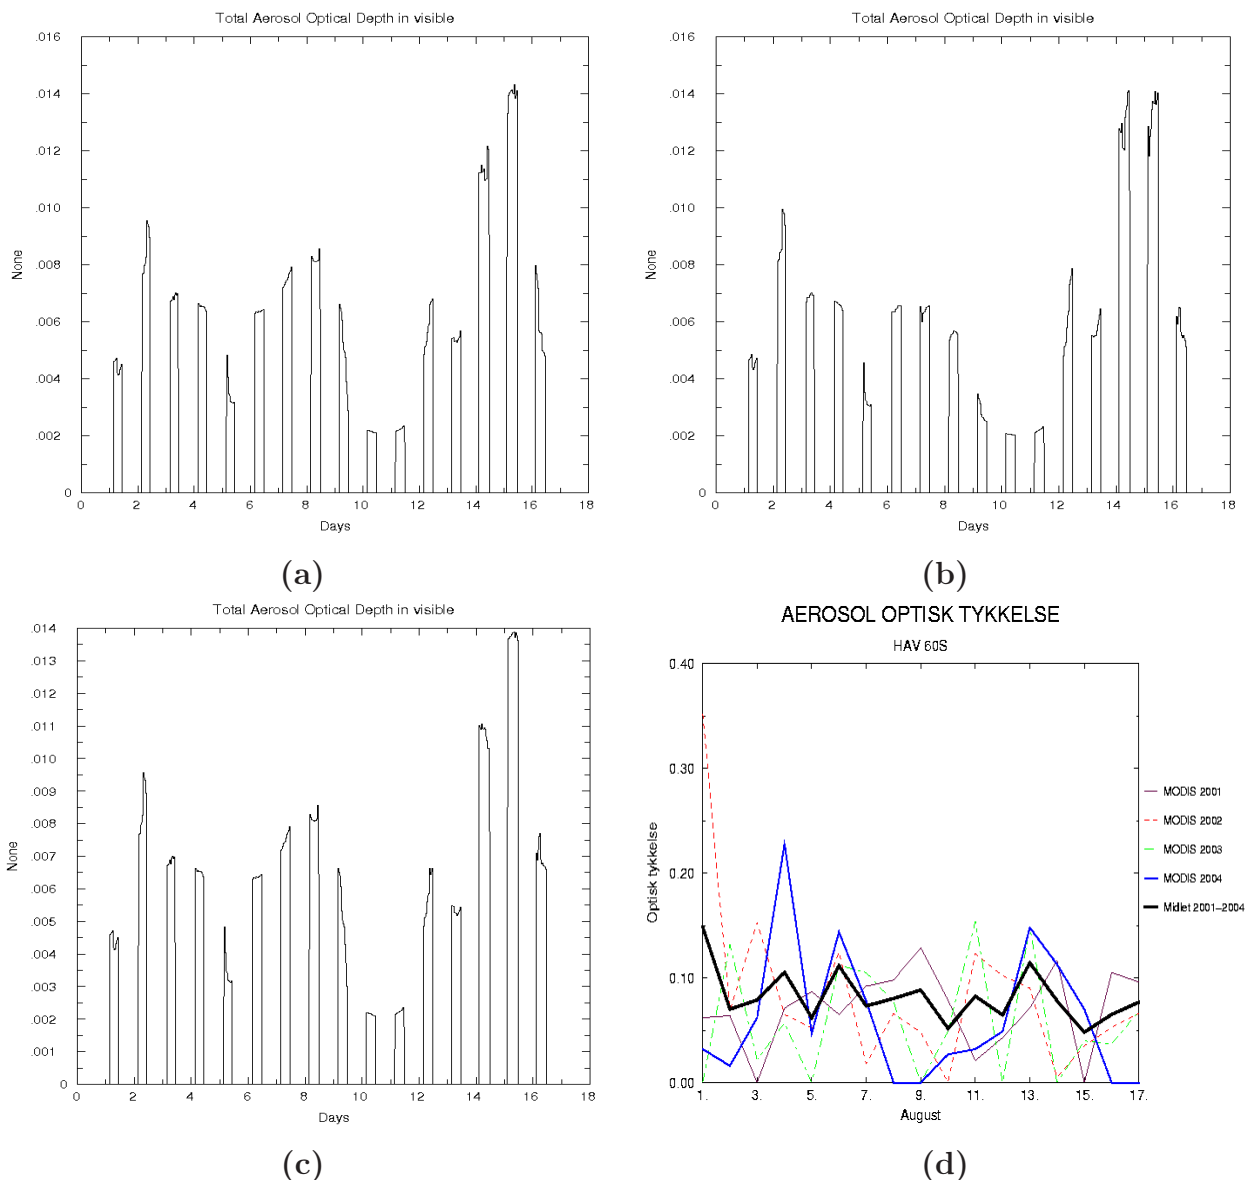 Total Aerosol Optical Depth in visible
.016
.014
.012
.010
.008
.006
.004
.002
0
None
0 2 4 6 8 10 12 14 16 18
Days
(a)
Total Aerosol Optical Depth in visible
.016
.014
.012
.010
.008
.006
.004
.002
0
None
0 2 4 6 8 10 12 14 16 18
Days
(b)
Total Aerosol Optical Depth in visible
.014
.013
.012
.011
.010
.009
.008
.007
.006
.005
.004
.003
.002
.001
0
None
0 2 4 6 8 10 12 14 16 18
Days
(c)
AEROSOL OPTISK TYKKELSE
HAV 60S
0.40
0.30
0.20
0.10
0.00
Optisk tykkelse
1. 3. 5. 7. 9. 11. 13. 15. 17.
August
MODIS 2001
MODIS 2002
MODIS 2003
MODIS 2004
Midlet 2001-2004
(d)